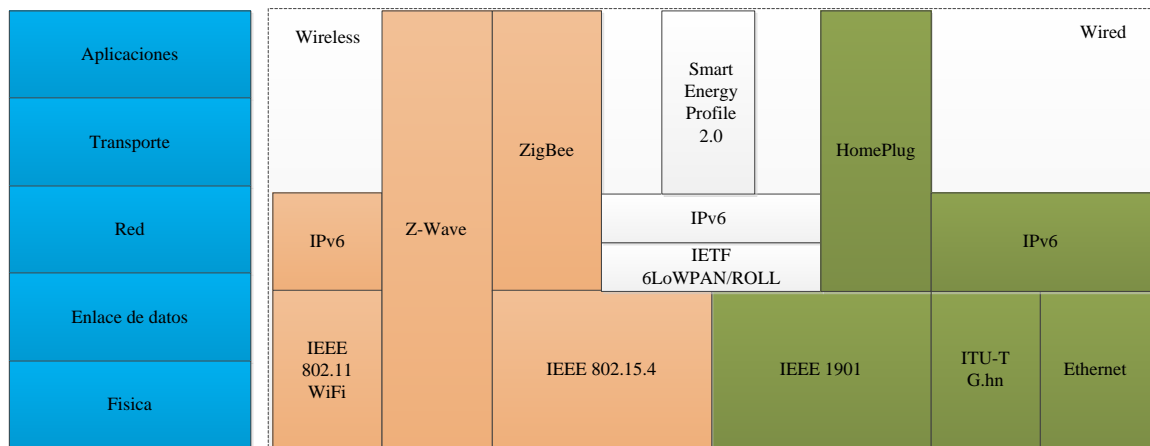 Aplicaciones
Transporte
Red
Enlace de datos
Fisica
Wireless
Wired
Smart
Energy
Profile
2.0
ZigBee
HomePlug
Z-Wave
IPv6
IPv6
IPv6
IETF
6LoWPAN/ROLL
IEEE
802.11
WiFi
IEEE 802.15.4
IEEE 1901
ITU-T
G.hn
Ethernet